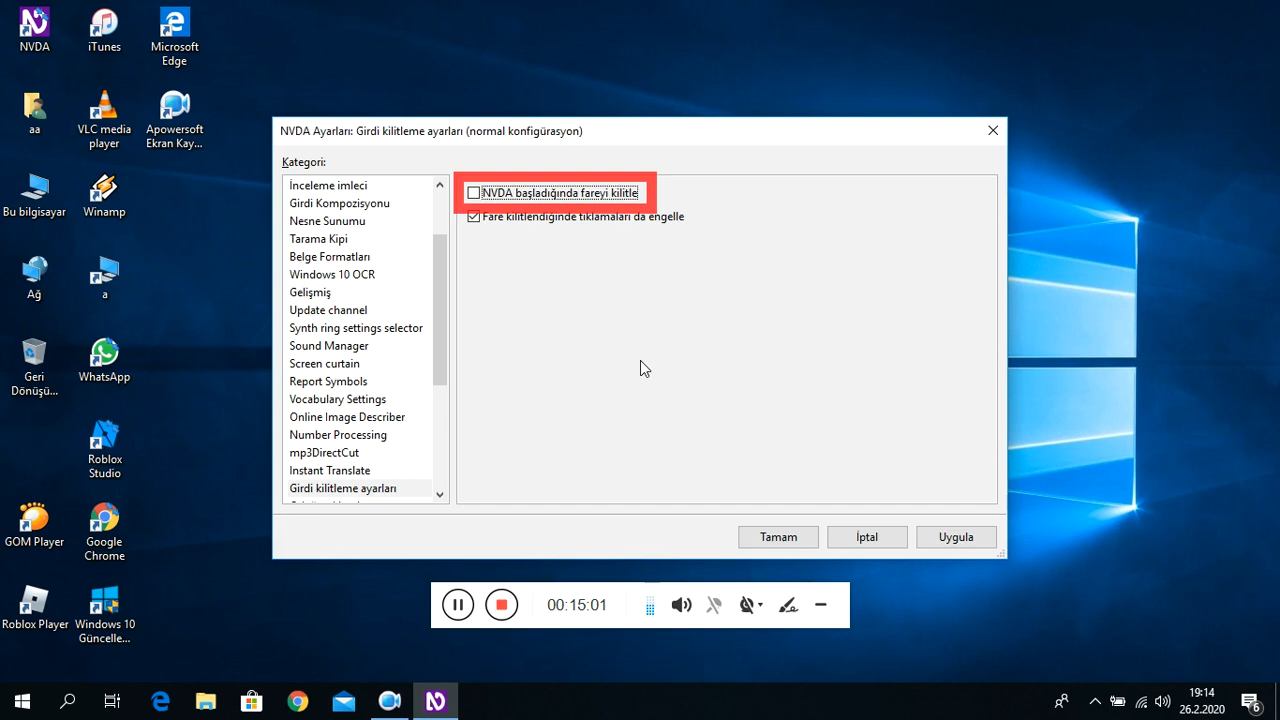 NVDA
iTunes
Microsoft
Edge
aa
VLC media
player
Apowersoft
Ekran Kay...
Bu bilgisayar
Winamp
Ağ
a
Geri
Dönüşü...
WhatsApp
Roblox
Studio
GOM Player
Google
Chrome
Roblox Player
Windows 10
Güncelle...
NVDA Ayarları: Girdi kilitleme ayarları (normal konfigürasyon)
Kategori:
İnceleme imleci
Girdi Kompozisyonu
Nesne Sunumu
Tarama Kipi
Belge Formatları
Windows 10 OCR
Gelişmiş
Update channel
Synth ring settings selector
Sound Manager
Screen curtain
Report Symbols
Vocabulary Settings
Online Image Describer
Number Processing
mp3DirectCut
Instant Translate
Girdi kilitleme ayarları
NVDA başladığında fareyi kilitle
Fare kilitlendiğinde tıklamaları da engelle
Tamam
İptal
Uygula
00:15:01
19:14
26.2.2020
6